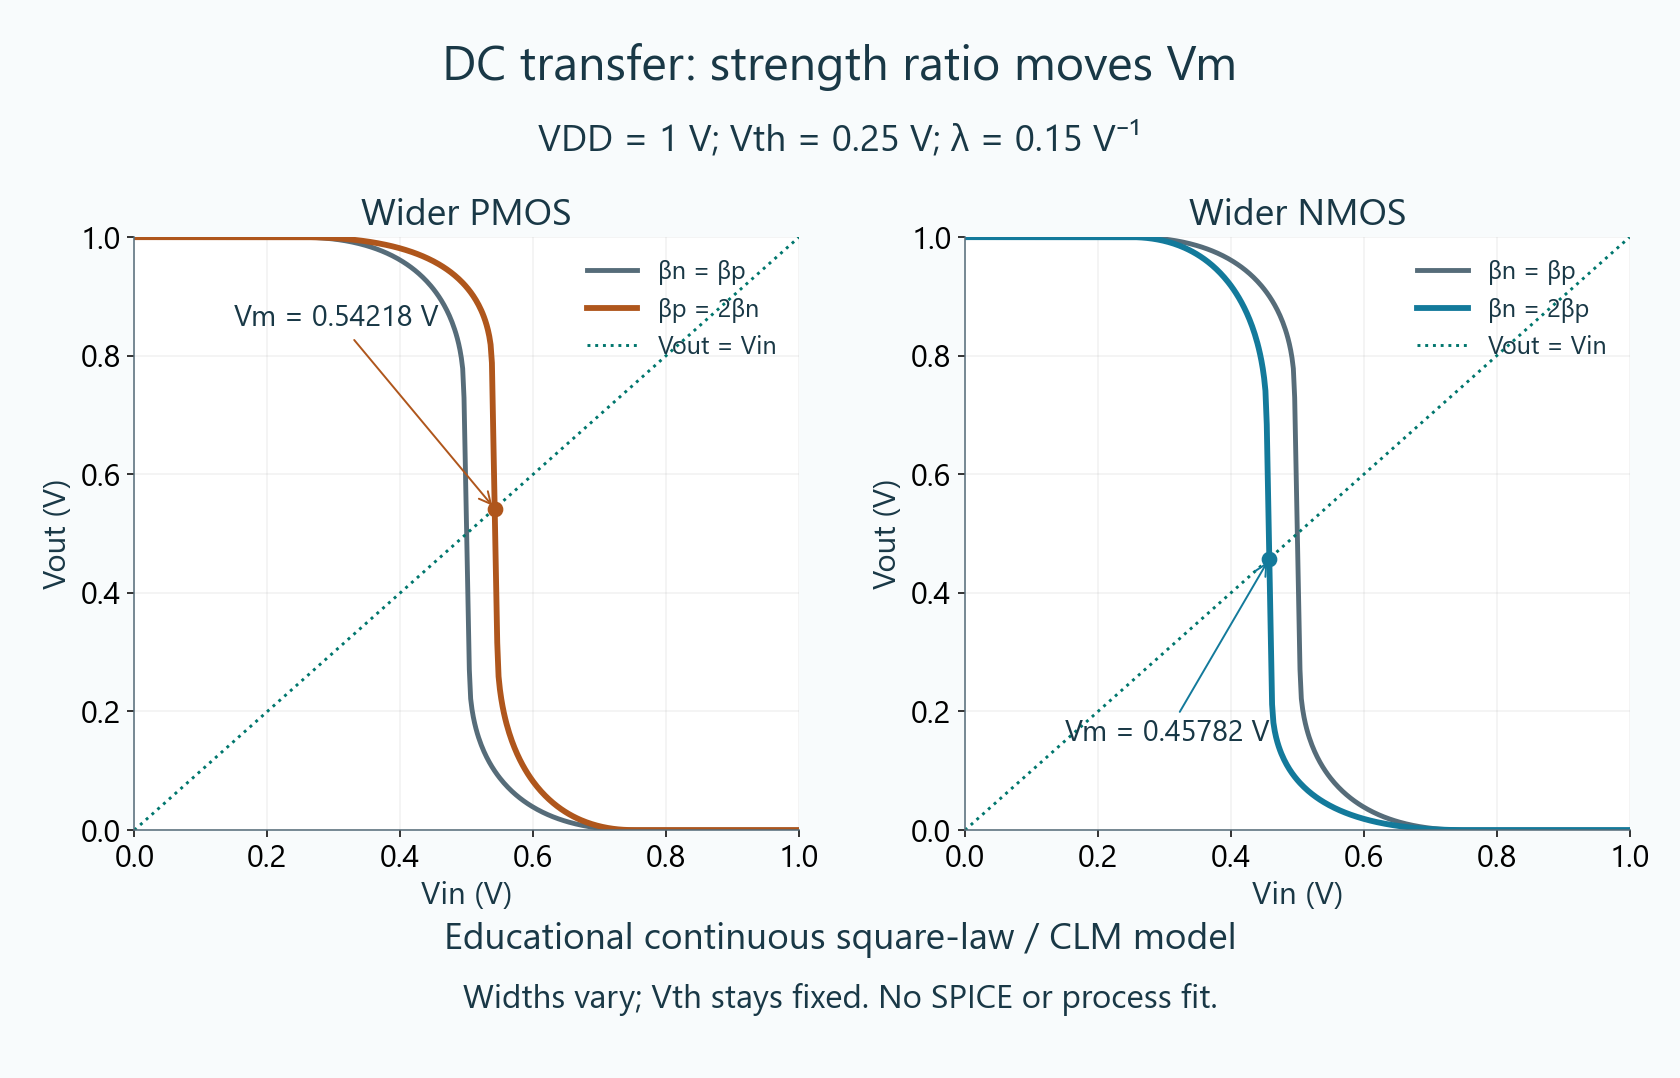 DC transfer: strength ratio moves Vm
VDD = 1 V; Vth = 0.25 V; λ = 0.15 V⁻¹
Wider PMOS
1.0
0.8
0.6
0.4
0.2
0.0
Vout (V)
βn = βp
βp = 2βn
Vout = Vin
Vm = 0.54218 V
0.0 0.2 0.4 0.6 0.8 1.0
Vin (V)
Wider NMOS
1.0
0.8
0.6
0.4
0.2
0.0
Vout (V)
βn = βp
βn = 2βp
Vout = Vin
Vm = 0.45782 V
0.0 0.2 0.4 0.6 0.8 1.0
Vin (V)
Educational continuous square-law / CLM model
Widths vary; Vth stays fixed. No SPICE or process fit.